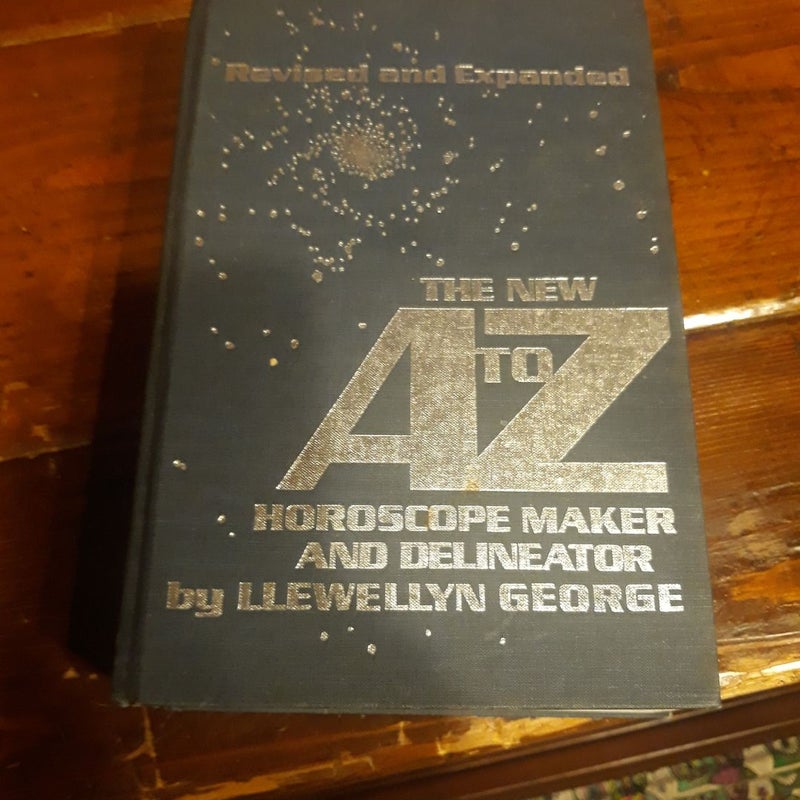 Revised and Expanded
THE NEW
A TO Z
HOROSCOPE MAKER
AND DELINEATOR
by LLEWELLYN GEORGE